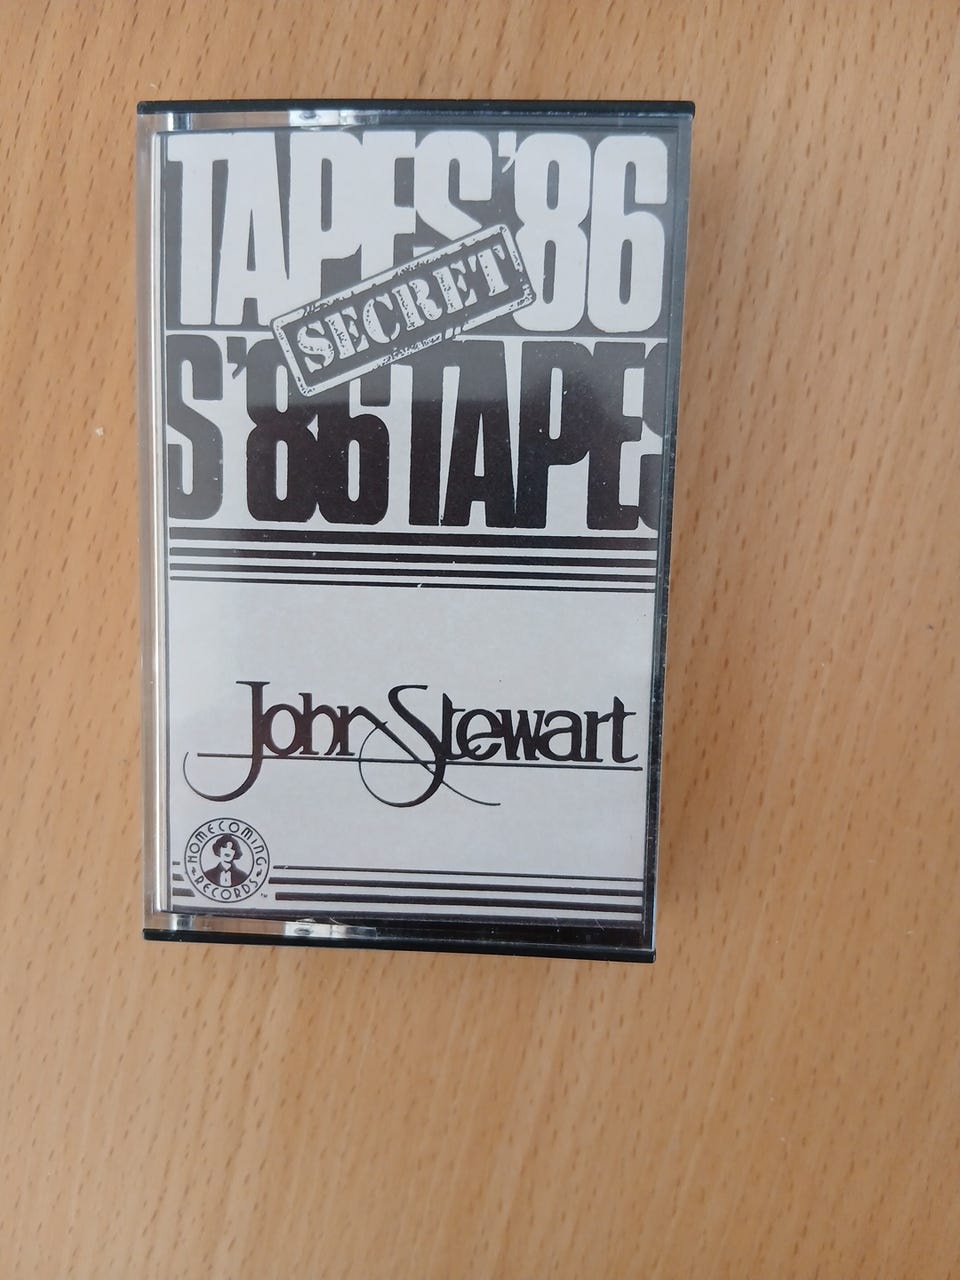 TAPES'86
SECRET
S'86TAPES
John Stewart
HOMECOMING
RECORDS